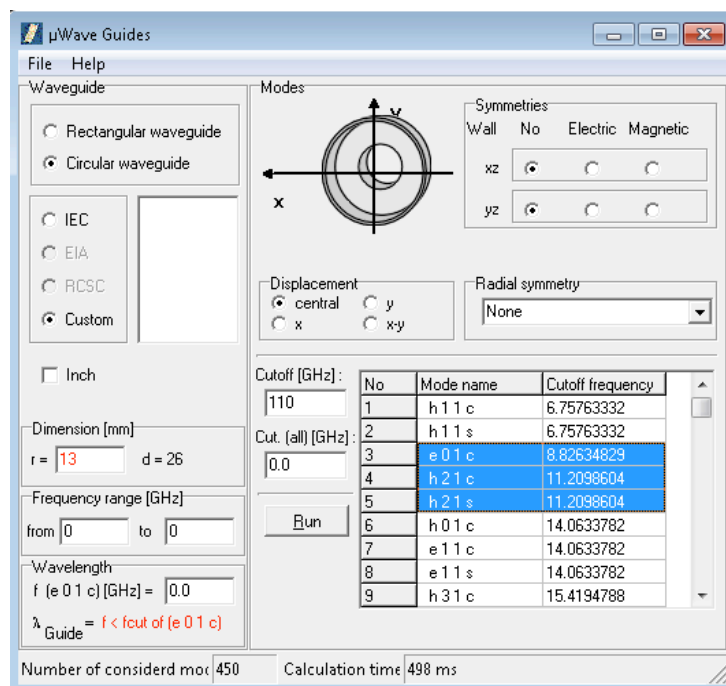 µWave Guides
File Help
Waveguide
Rectangular waveguide
Circular waveguide
IEC
EIA
RCSC
Custom
Inch
Dimension [mm]
r = 13 d = 26
Frequency range [GHz]
from 0 to 0
Wavelength
f (e 0 1 c) [GHz] = 0.0
λ Guide = f < fcut of (e 0 1 c)
Modes
y
x
Symmetries
Wall No Electric Magnetic
xz
yz
Displacement
central y
x x-y
Radial symmetry
None
Cutoff [GHz] :
110
Cut. (all) [GHz] :
0.0
Run
No Mode name Cutoff frequency
1 h 1 1 c 6.75763332
2 h 1 1 s 6.75763332
3 e 0 1 c 8.82634829
4 h 2 1 c 11.2098604
5 h 2 1 s 11.2098604
6 h 0 1 c 14.0633782
7 e 1 1 c 14.0633782
8 e 1 1 s 14.0633782
9 h 3 1 c 15.4194788
Number of considerd mo 450 Calculation time 498 ms